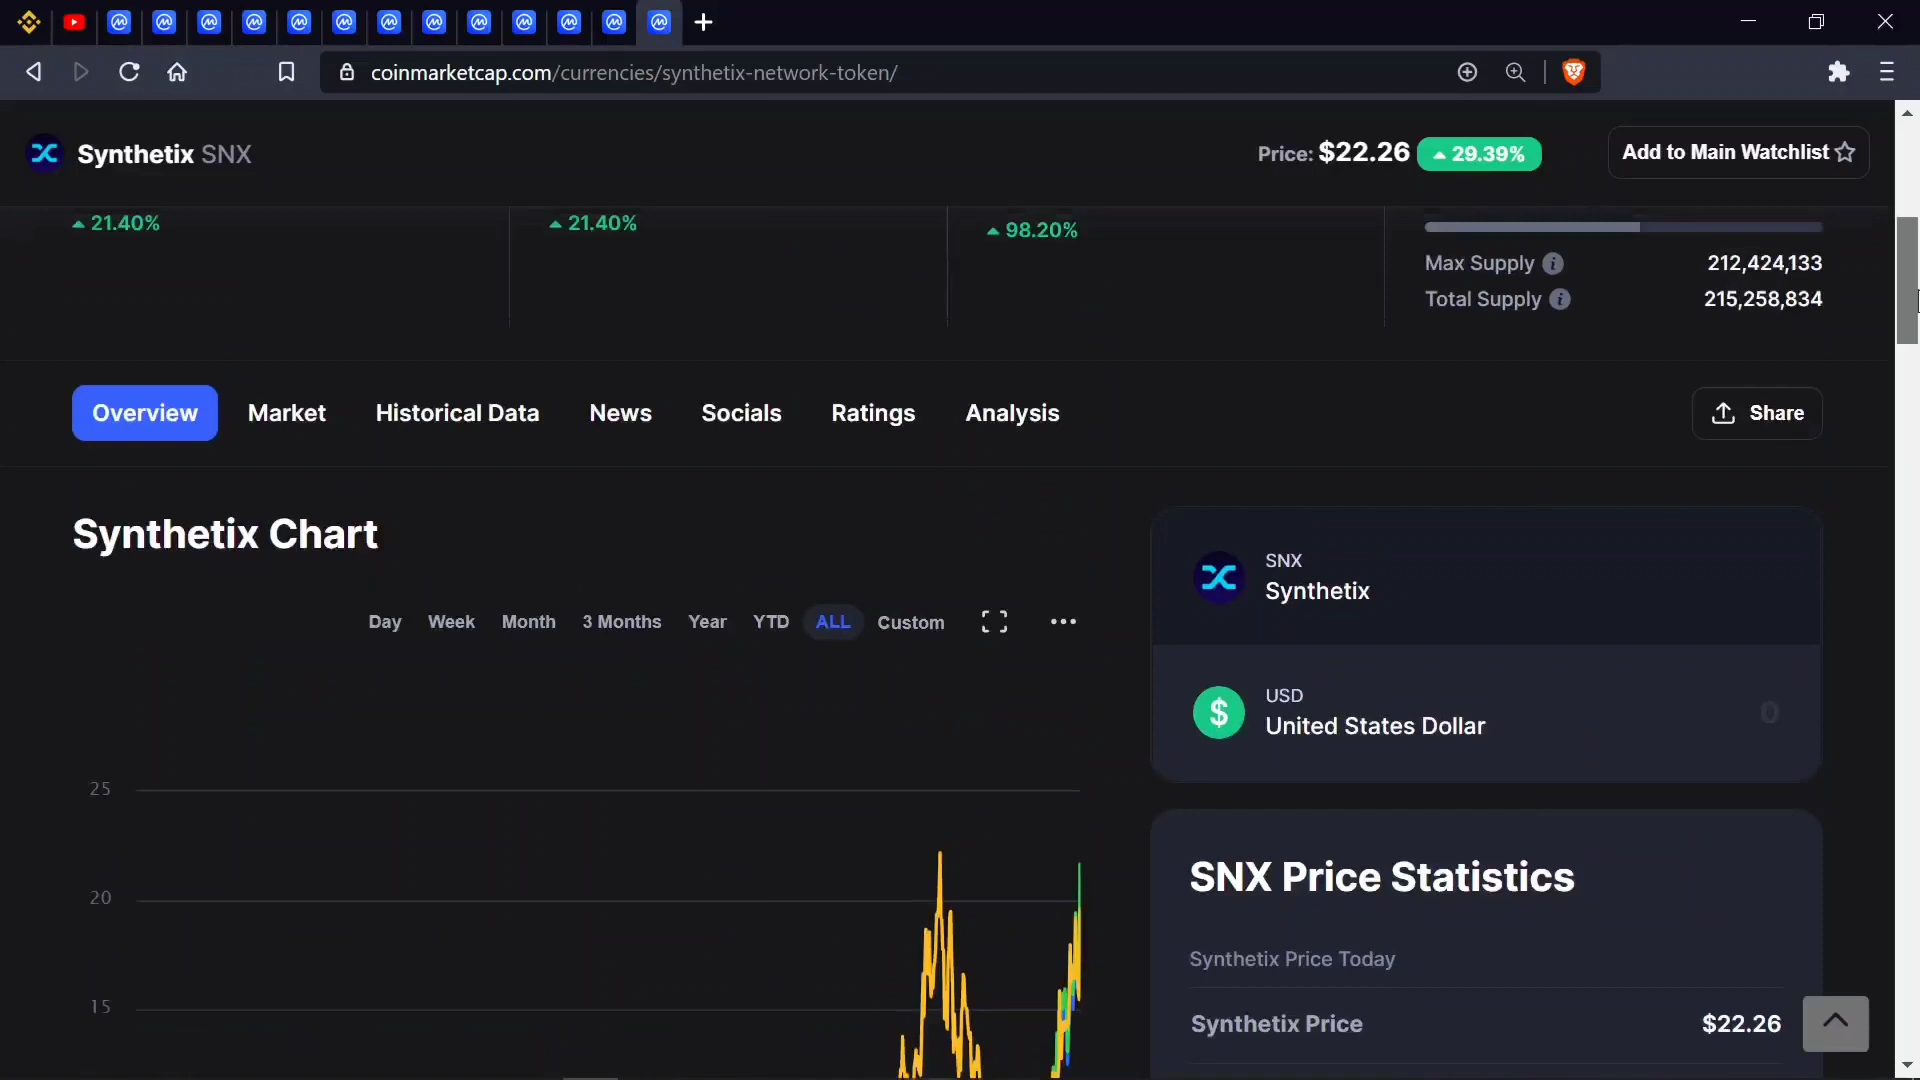 coinmarketcap.com/currencies/synthetix-network-token/
Synthetix SNX
Price: $22.26 29.39%
Add to Main Watchlist
21.40%
21.40%
98.20%
Max Supply 212,424,133
Total Supply 215,258,834
Overview Market Historical Data News Socials Ratings Analysis
Share
Synthetix Chart
Day Week Month 3 Months Year YTD ALL Custom
25
20
15
SNX
Synthetix
USD
United States Dollar
0
SNX Price Statistics
Synthetix Price Today
Synthetix Price $22.26